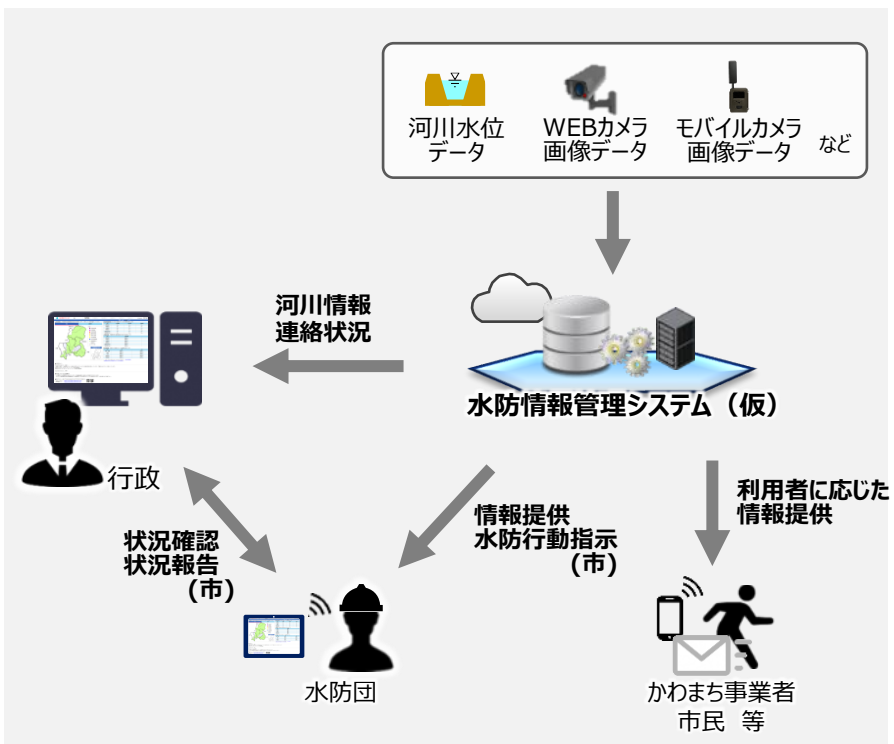 河川水位
データ
WEBカメラ
画像データ
モバイルカメラ
画像データ
など
河川情報
連絡状況
水防情報管理システム（仮）
行政
状況確認
状況報告
(市)
情報提供
水防行動指示
(市)
利用者に応じた
情報提供
水防団
かわまち事業者
市民 等